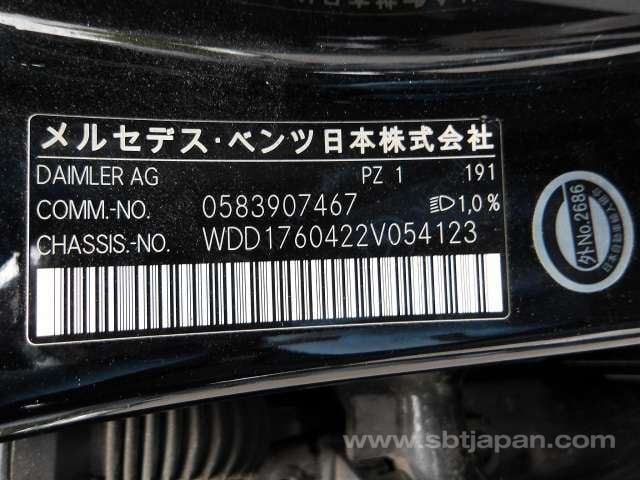 メルセデス・ベンツ日本株式会社
DAIMLER AG PZ 1 191
COMM.-NO. 0583907467 1,0%
CHASSIS.-NO. WDD1760422V054123
外No.2686
www.sbtjapan.com